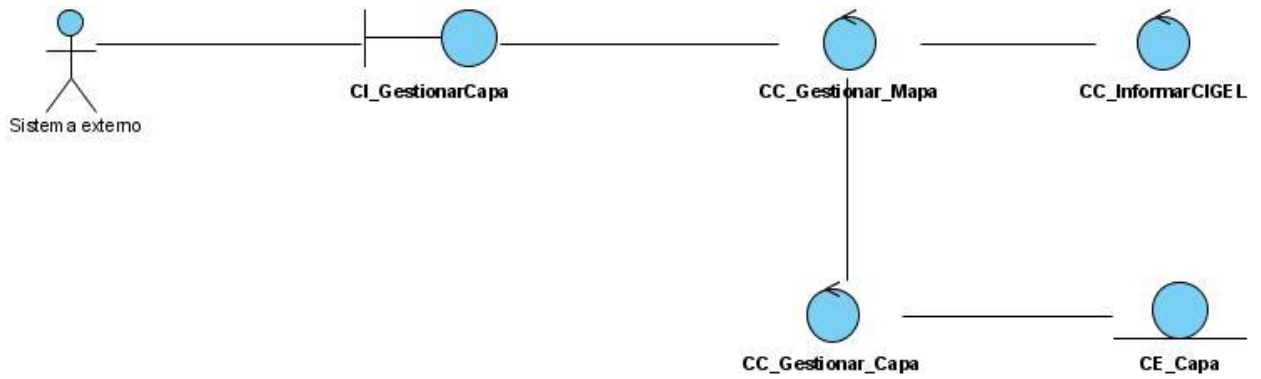 CI_GestionarCapa
CC_Gestionar_Mapa
CC_InformarCIGEL
Sistema externo
CC_Gestionar_Capa
CE_Capa